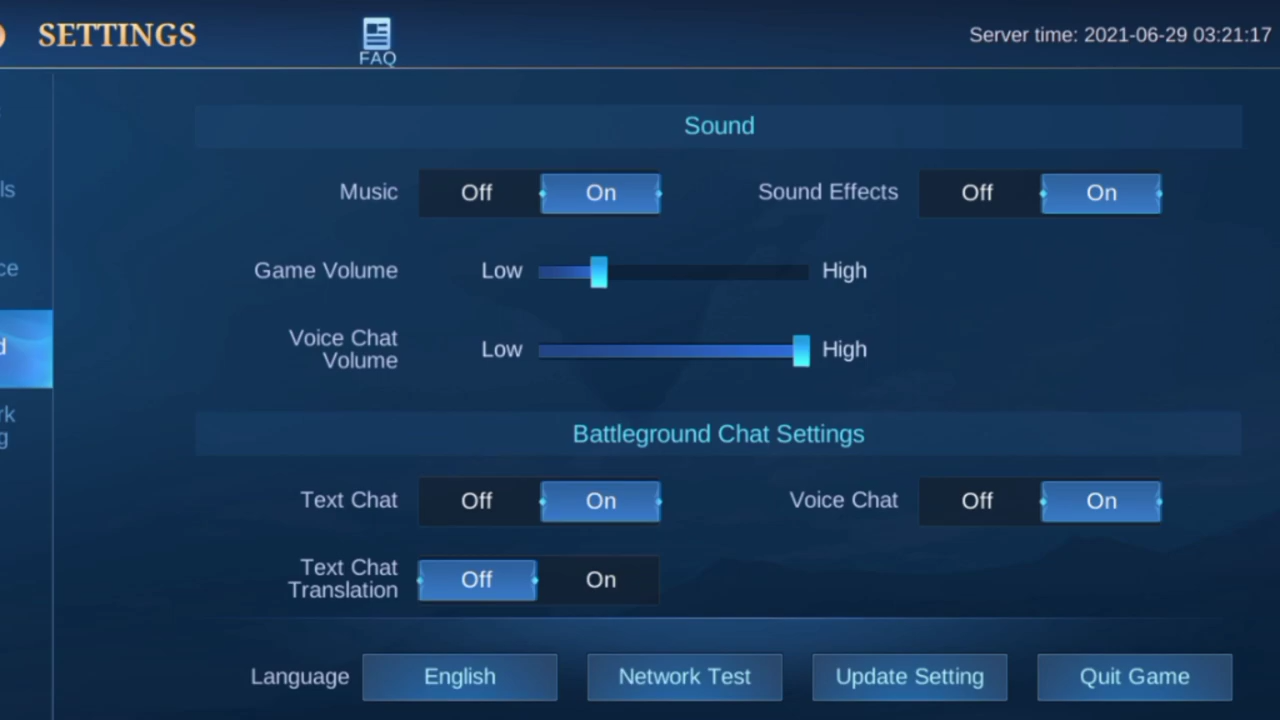 SETTINGS
FAQ
Server time: 2021-06-29 03:21:17
Sound
Music Off On Sound Effects Off On
Game Volume Low High
Voice Chat
Volume Low High
Battleground Chat Settings
Text Chat Off On Voice Chat Off On
Text Chat
Translation Off On
Language English Network Test Update Setting Quit Game